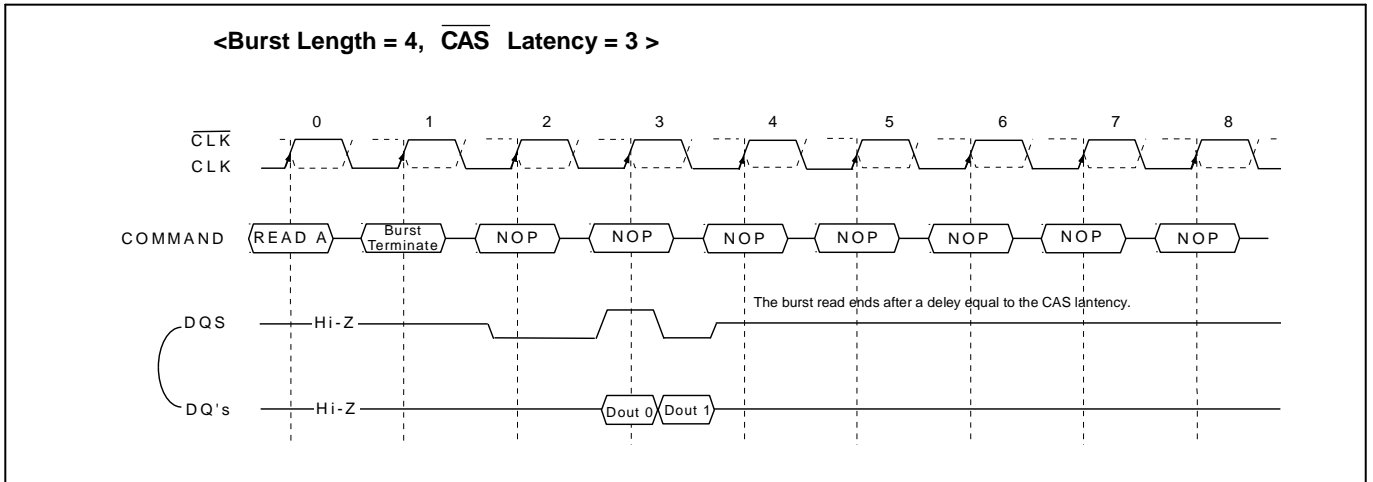 <Burst Length = 4, CAS Latency = 3 >
0 1 2 3 4 5 6 7 8
CLK
CLK
COMMAND READ A Burst Terminate NOP NOP NOP NOP NOP NOP NOP
The burst read ends after a deley equal to the CAS lantency.
DQS Hi-Z
DQ's Hi-Z Dout 0 Dout 1